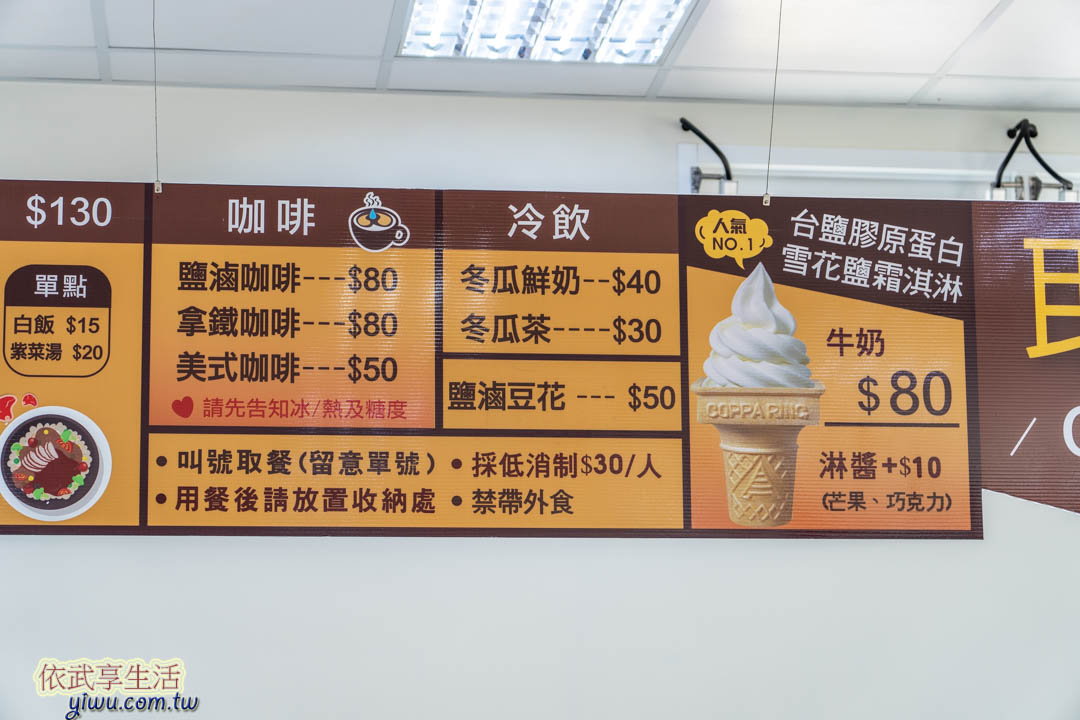 $130
單點
白飯 $15
紫菜湯 $20
咖啡
鹽滷咖啡---$80
拿鐵咖啡---$80
美式咖啡---$50
請先告知冰/熱及糖度
冷飲
冬瓜鮮奶--$40
冬瓜茶-----$30
鹽滷豆花 --- $50
• 叫號取餐(留意單號)
• 用餐後請放置收納處
• 採低消制$30/人
• 禁帶外食
人氣
NO.1
台鹽膠原蛋白
雪花鹽霜淇淋
COPPARING
牛奶
$80
淋醬+$10
(芒果、巧克力)
依武享生活
yiwu.com.tw